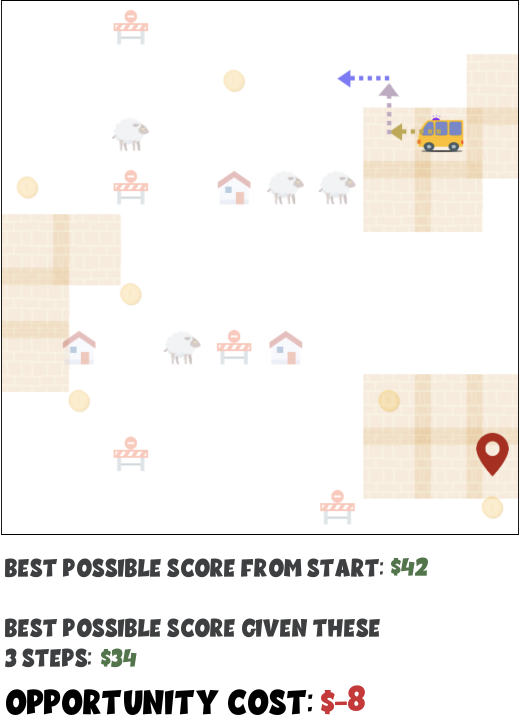 BEST POSSIBLE SCORE FROM START: $42
BEST POSSIBLE SCORE GIVEN THESE
3 STEPS: $34
OPPORTUNITY COST: $-8